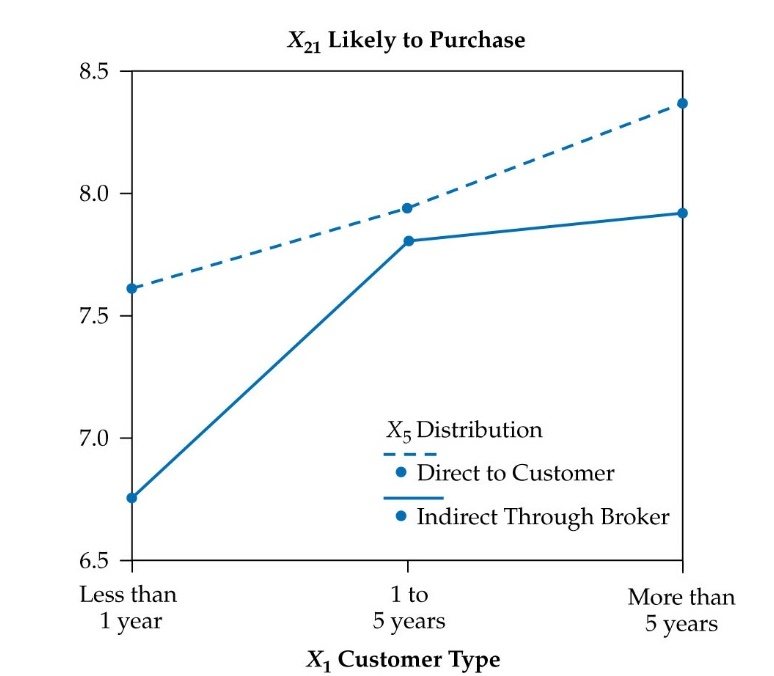 X21 Likely to Purchase
8.5
8.0
7.5
7.0
6.5
X5 Distribution
Direct to Customer
Indirect Through Broker
Less than
1 year
1 to
5 years
More than
5 years
X1 Customer Type